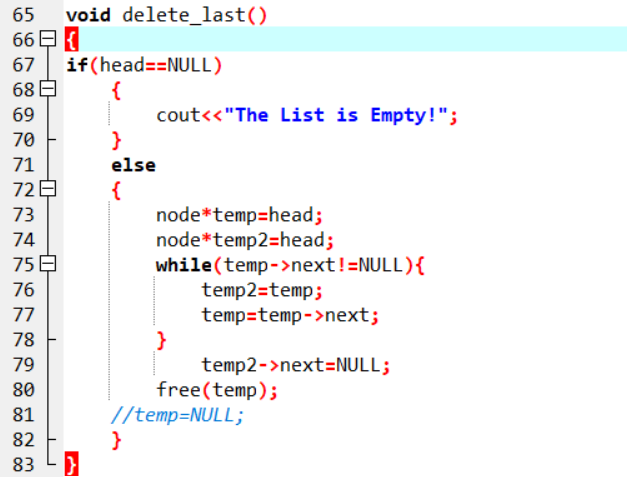 65 void delete_last()
66 {
67 if(head==NULL)
68 {
69 cout<<"The List is Empty!";
70 }
71 else
72 {
73 node*temp=head;
74 node*temp2=head;
75 while(temp->next!=NULL){
76 temp2=temp;
77 temp=temp->next;
78 }
79 temp2->next=NULL;
80 free(temp);
81 //temp=NULL;
82 }
83 }